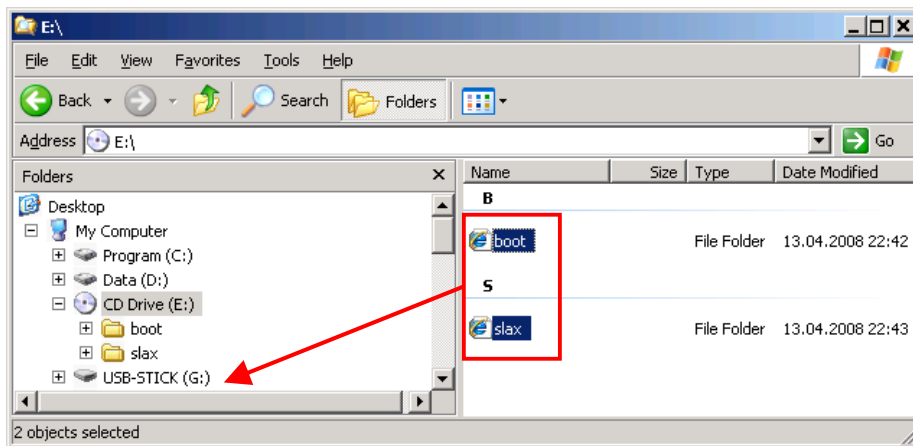 E:\
File Edit View Favorites Tools Help
Back Search Folders
Address E:\ Go
Folders
Desktop
My Computer
Program (C:)
Data (D:)
CD Drive (E:)
boot
slax
USB-STICK (G:)
Name Size Type Date Modified
B
boot File Folder 13.04.2008 22:42
S
slax File Folder 13.04.2008 22:43
2 objects selected